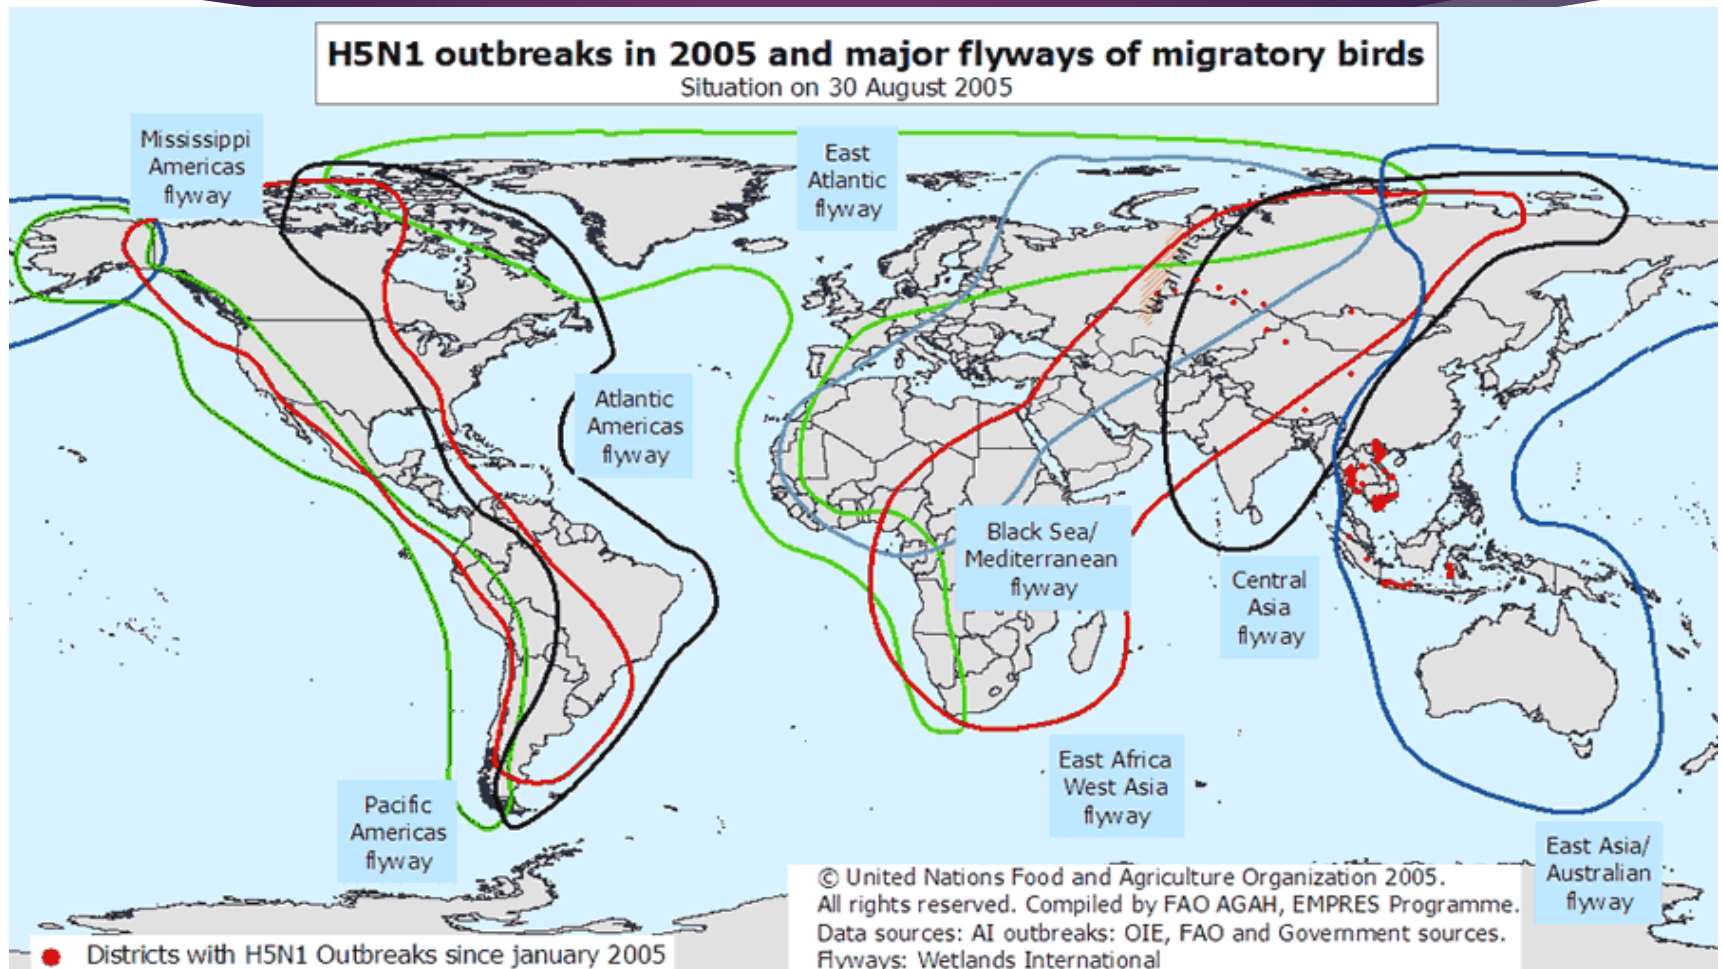 H5N1 outbreaks in 2005 and major flyways of migratory birds
Situation on 30 August 2005
Mississippi
Americas
flyway
East
Atlantic
flyway
Ural Mts
Atlantic
Americas
flyway
Black Sea/
Mediterranean
flyway
Central
Asia
flyway
East Africa
West Asia
flyway
Pacific
Americas
flyway
East Asia/
Australian
flyway
© United Nations Food and Agriculture Organization 2005.
All rights reserved. Compiled by FAO AGAH, EMPRES Programme.
Data sources: AI outbreaks: OIE, FAO and Government sources.
Flyways: Wetlands International
Districts with H5N1 Outbreaks since january 2005